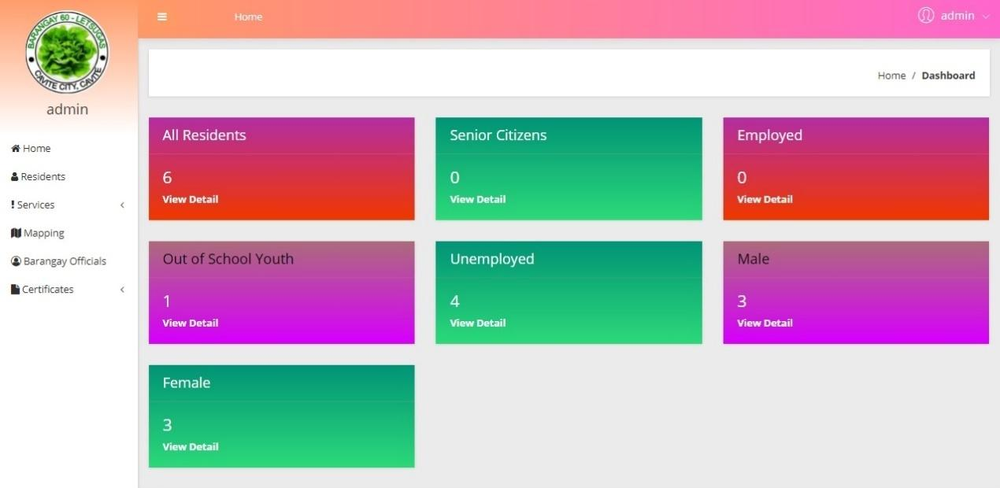 BARANGAY 60 - LETSUGAS
CAVITE CITY, CAVITE
admin
Home
Residents
Services
Mapping
Barangay Officials
Certificates
Home
admin
Home / Dashboard
All Residents
6
View Detail
Senior Citizens
0
View Detail
Employed
0
View Detail
Out of School Youth
1
View Detail
Unemployed
4
View Detail
Male
3
View Detail
Female
3
View Detail